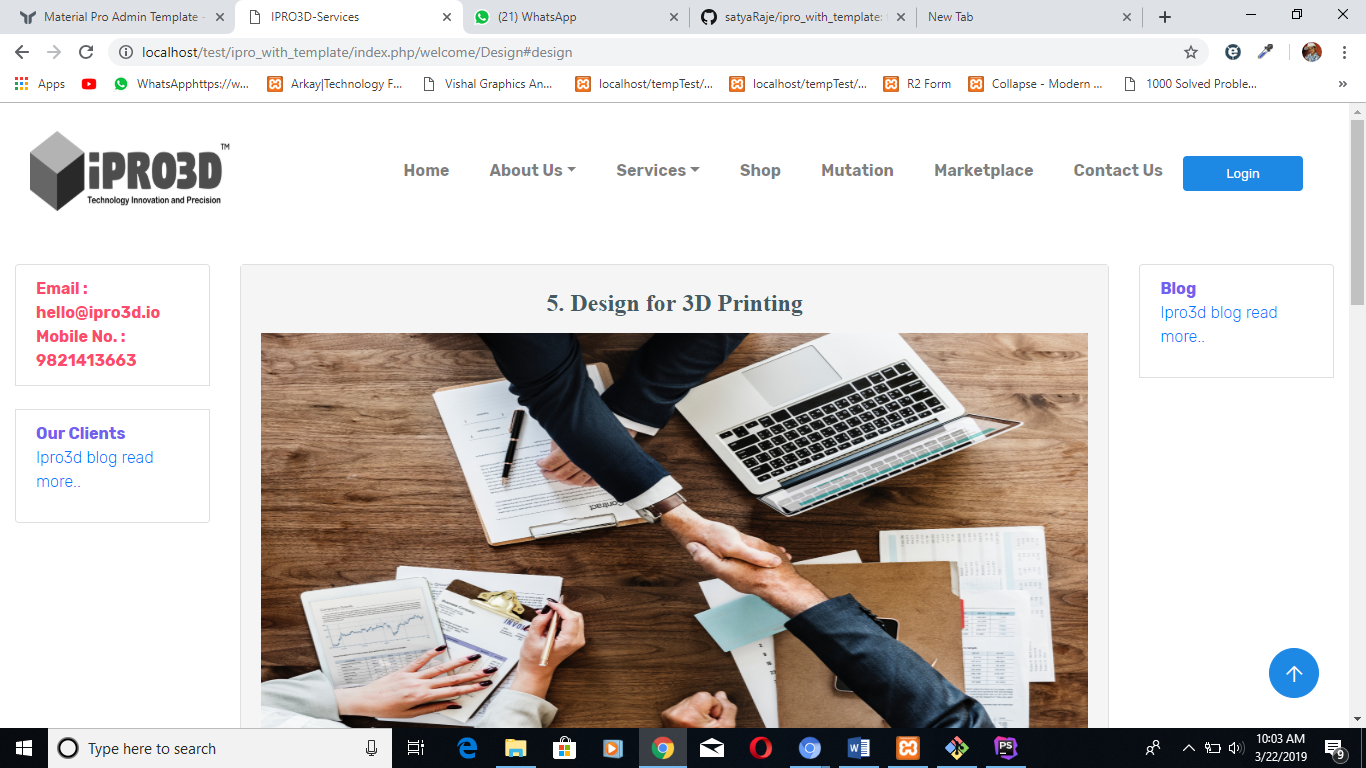 Material Pro Admin Template -
IPRO3D-Services
(21) WhatsApp
satyaRaje/ipro_with_template:
New Tab
localhost/test/ipro_with_template/index.php/welcome/Design#design
Apps
WhatsApphttps://w...
Arkay|Technology F...
Vishal Graphics An...
localhost/tempTest/...
localhost/tempTest/...
R2 Form
Collapse - Modern ...
1000 Solved Proble...
»
iPRO3D™
Technology Innovation and Precision
Home
About Us
Services
Shop
Mutation
Marketplace
Contact Us
Login
Email :
hello@ipro3d.io
Mobile No. :
9821413663
Our Clients
Ipro3d blog read
more..
5. Design for 3D Printing
Contract
Blog
Ipro3d blog read
more..
Type here to search
10:03 AM
3/22/2019
9